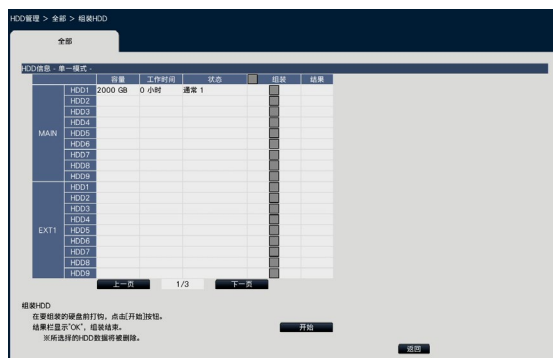 HDD管理 > 全部 > 组装HDD
全部
HDD信息 - 单一模式 -
容量 工作时间 状态 组装 结果
MAIN
HDD1 2000 GB 0 小时 通常 1
HDD2
HDD3
HDD4
HDD5
HDD6
HDD7
HDD8
HDD9
EXT1
HDD1
HDD2
HDD3
HDD4
HDD5
HDD6
HDD7
HDD8
HDD9
上一页 1/3 下一页
组装HDD
在要组装的硬盘前打钩，点击[开始]按钮。
结果栏显示"OK"，组装结束。
※所选择的HDD数据将被删除。
开始
返回